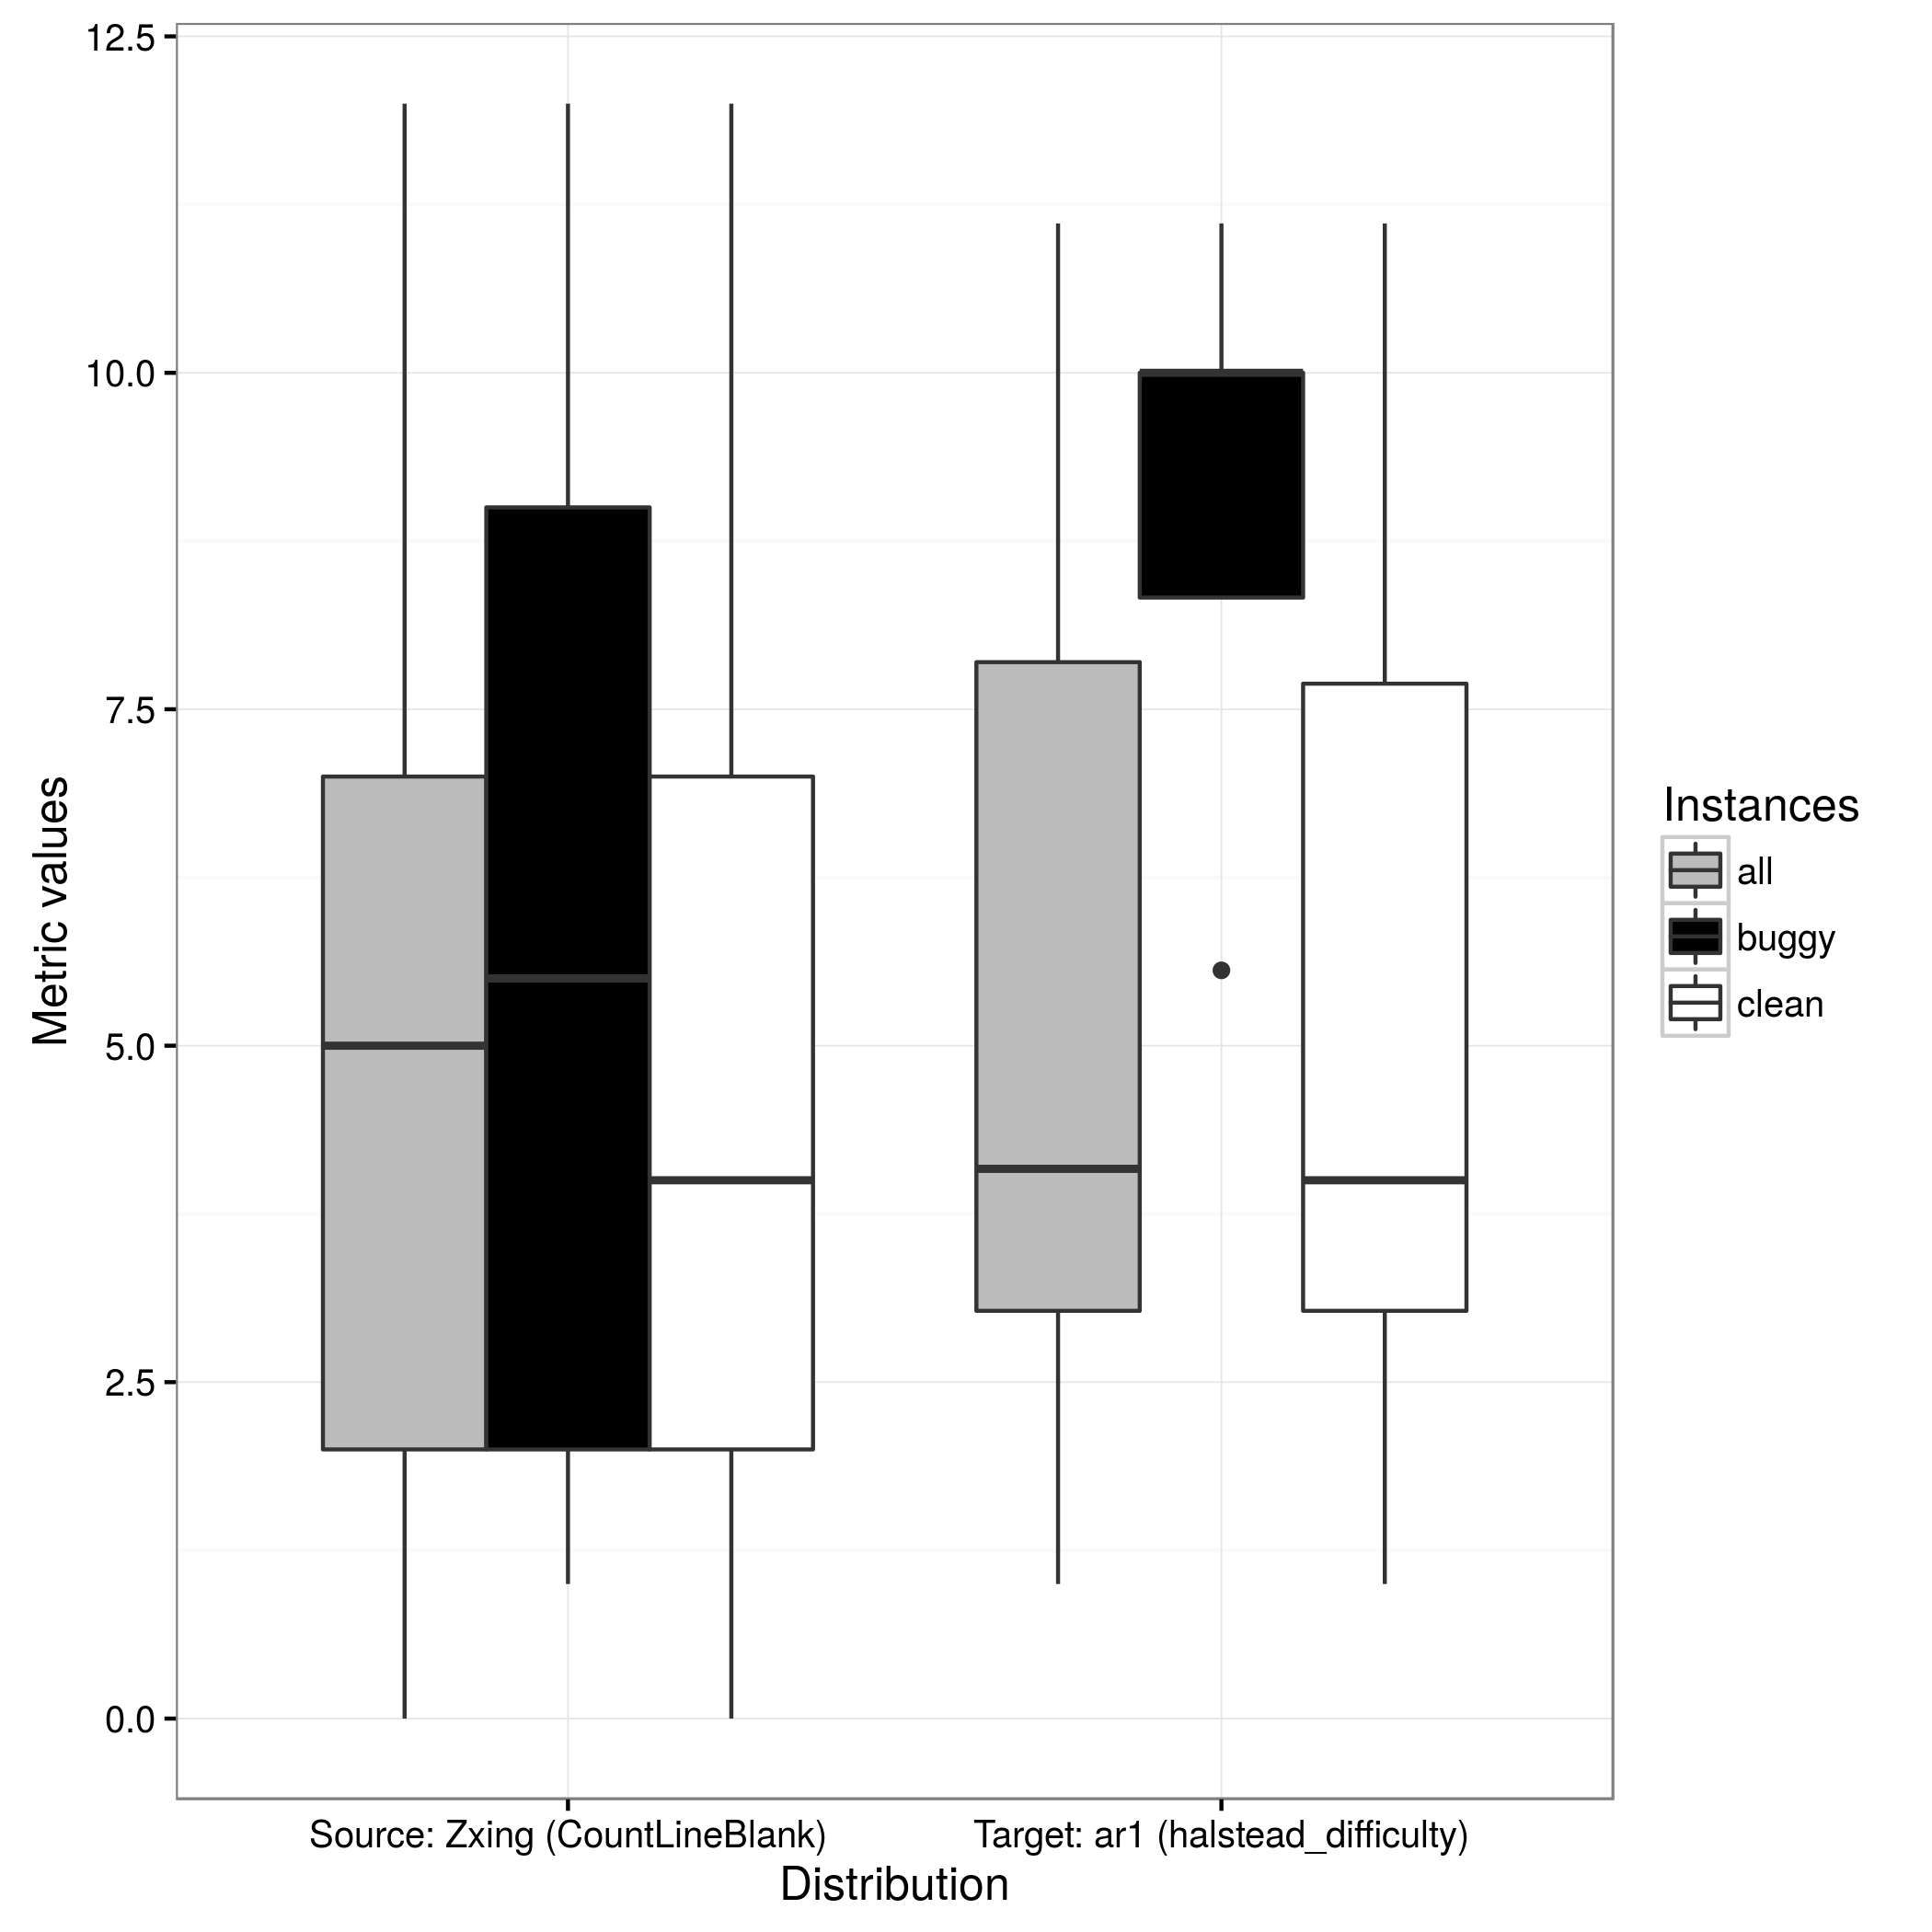 12.5
10.0
7.5
5.0
2.5
0.0
Metric values
Source: Zxing (CountLineBlank)
Target: ar1 (halstead_difficulty)
Distribution
Instances
all
buggy
clean